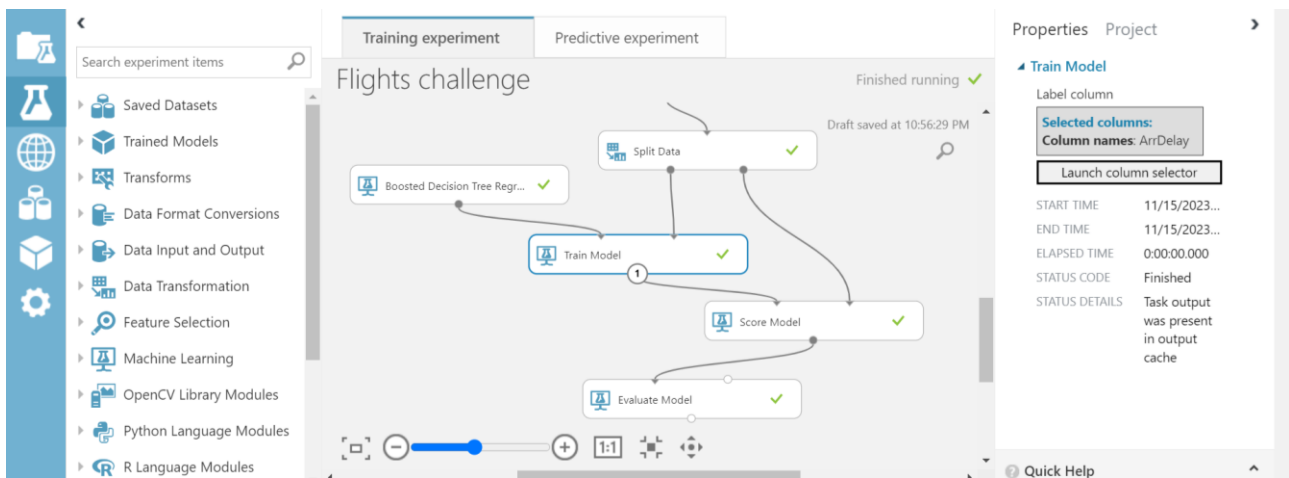 Search experiment items
Saved Datasets
Trained Models
Transforms
Data Format Conversions
Data Input and Output
Data Transformation
Feature Selection
Machine Learning
OpenCV Library Modules
Python Language Modules
R Language Modules
Training experiment
Predictive experiment
Flights challenge
Finished running
Draft saved at 10:56:29 PM
Split Data
Boosted Decision Tree Regr...
Train Model
1
Score Model
Evaluate Model
1:1
Properties Project
Train Model
Label column
Selected columns:
Column names: ArrDelay
Launch column selector
START TIME 11/15/2023...
END TIME 11/15/2023...
ELAPSED TIME 0:00:00.000
STATUS CODE Finished
STATUS DETAILS Task output
was present
in output
cache
Quick Help